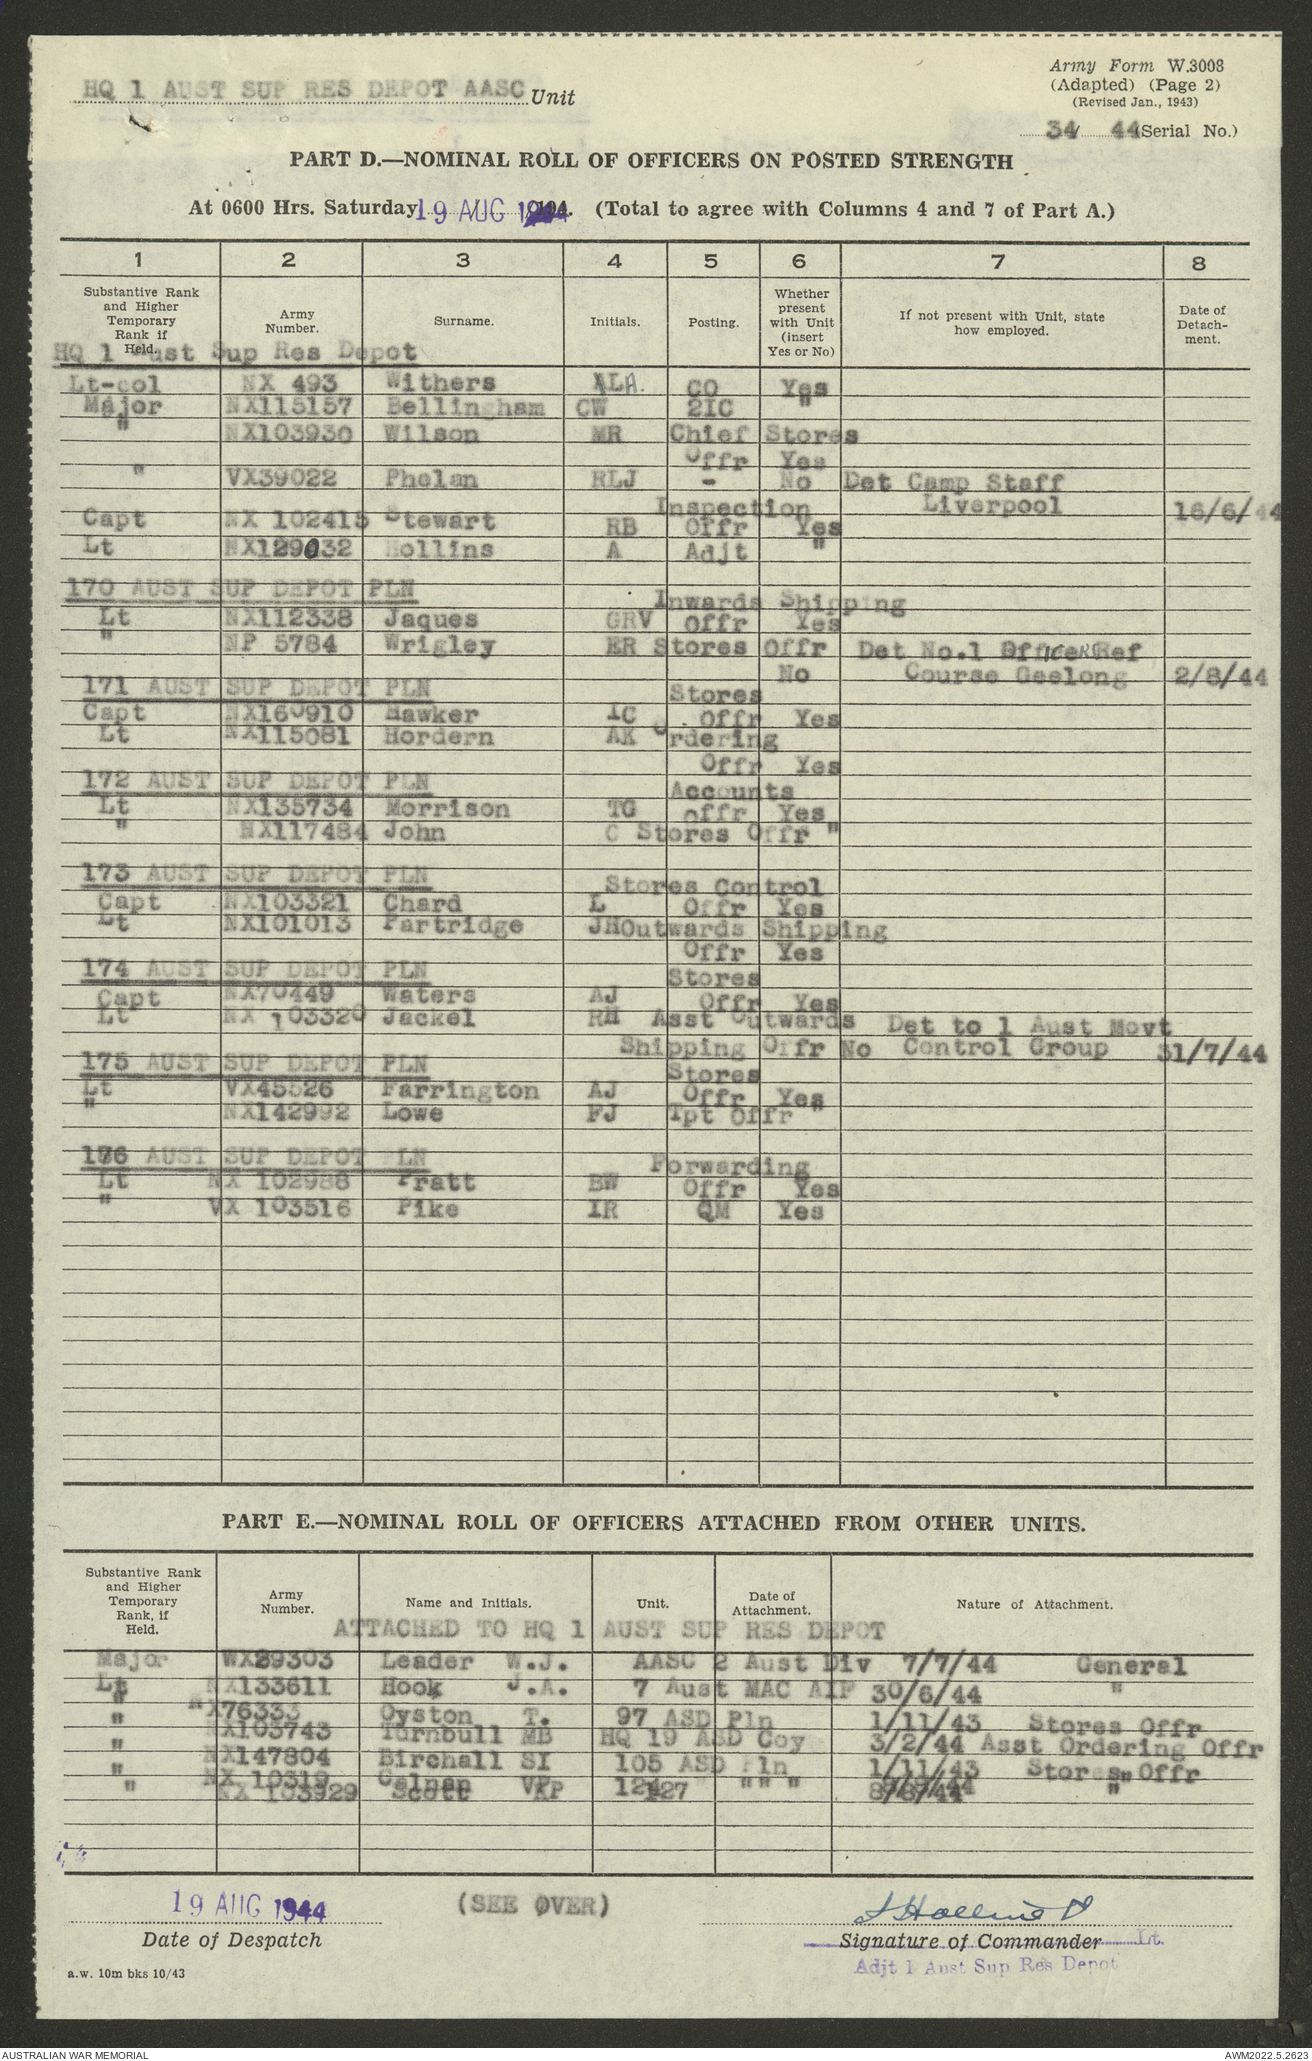 HQ 1 AUST SUP RES DEPOT AASC Unit
Army Form W.3008
(Adapted) (Page 2)
(Revised Jan., 1943)
34/ 44 (Serial No.)
PART D.—NOMINAL ROLL OF OFFICERS ON POSTED STRENGTH
At 0600 Hrs. Saturday 19 AUG 1944. (Total to agree with Columns 4 and 7 of Part A.)
1 2 3 4 5 6 7 8
Substantive Rank and Higher Temporary Rank if Held. Army Number. Surname. Initials. Posting. Whether present with Unit (insert Yes or No) If not present with Unit, state how employed. Date of Detach-ment.
HQ 1 Aust Sup Res Depot
Lt-col NX 493 Withers ALA. CO Yes
Major NX115157 Bellingham CW 2IC "
" NX103930 Wilson MR Chief Stores
Offr Yes
" VX39022 Phelan RLJ - No Det Camp Staff
Inspection Liverpool 16/6/44
Capt NX 102415 Stewart RB Offr Yes
Lt NX129032 Hollins A Adjt "
170 AUST SUP DEPOT PLN Inwards Shipping
Lt NX112338 Jaques GRV Offr Yes
" NP 5784 Wrigley ER Stores Offr Det No.1 Officer Ref
No Course Geelong 2/8/44
171 AUST SUP DEPOT PLN Stores
Capt NX160910 Hawker IC Offr Yes
Lt NX115081 Hordern AK Ordering
Offr Yes
172 AUST SUP DEPOT PLN Accounts
Lt NX135734 Morrison TG Offr Yes
" NX117484 John C Stores Offr "
173 AUST SUP DEPOT PLN Stores Control
Capt NX103321 Chard L Offr Yes
Lt NX101013 Partridge JH Outwards Shipping
Offr Yes
174 AUST SUP DEPOT PLN Stores
Capt NX70449 Waters AJ Offr Yes
Lt NX 103320 Jackel RH Asst Outwards Det to 1 Aust Movt
Shipping Offr No Control Group 31/7/44
175 AUST SUP DEPOT PLN Stores
Lt VX45526 Farrington AJ Offr Yes
" NX142992 Lowe FJ Tpt Offr "
176 AUST SUP DEPOT PLN Forwarding
Lt NX 102988 Pratt BW Offr Yes
" VX 103516 Pike IR QM Yes
PART E.—NOMINAL ROLL OF OFFICERS ATTACHED FROM OTHER UNITS.
Substantive Rank and Higher Temporary Rank, if Held. Army Number. Name and Initials. Unit. Date of Attachment. Nature of Attachment.
ATTACHED TO HQ 1 AUST SUP RES DEPOT
Major WX29303 Leader W.J. AASC 2 Aust Div 7/7/44 General
Lt NX133611 Hook J.A. 7 Aust MAC AIF 30/6/44 "
" NX76333 Oyston T. 97 ASD Pln 1/11/43 Stores Offr
" NX103743 Turnbull MB HQ 19 ASD Coy 3/2/44 Asst Ordering Offr
" NX147804 Birchall SI 105 ASD Pln 1/11/43 Stores Offr
" NX 10319 "
" NX 103929 Scott 127 " " " 8/8/44 "
19 AUG 1944 (SEE OVER)
Date of Despatch
Signature of Commander Lt.
Adjt 1 Aust Sup Res Depot
a.w. 10m bks 10/43
AUSTRALIAN WAR MEMORIAL AWM2022.5.2623